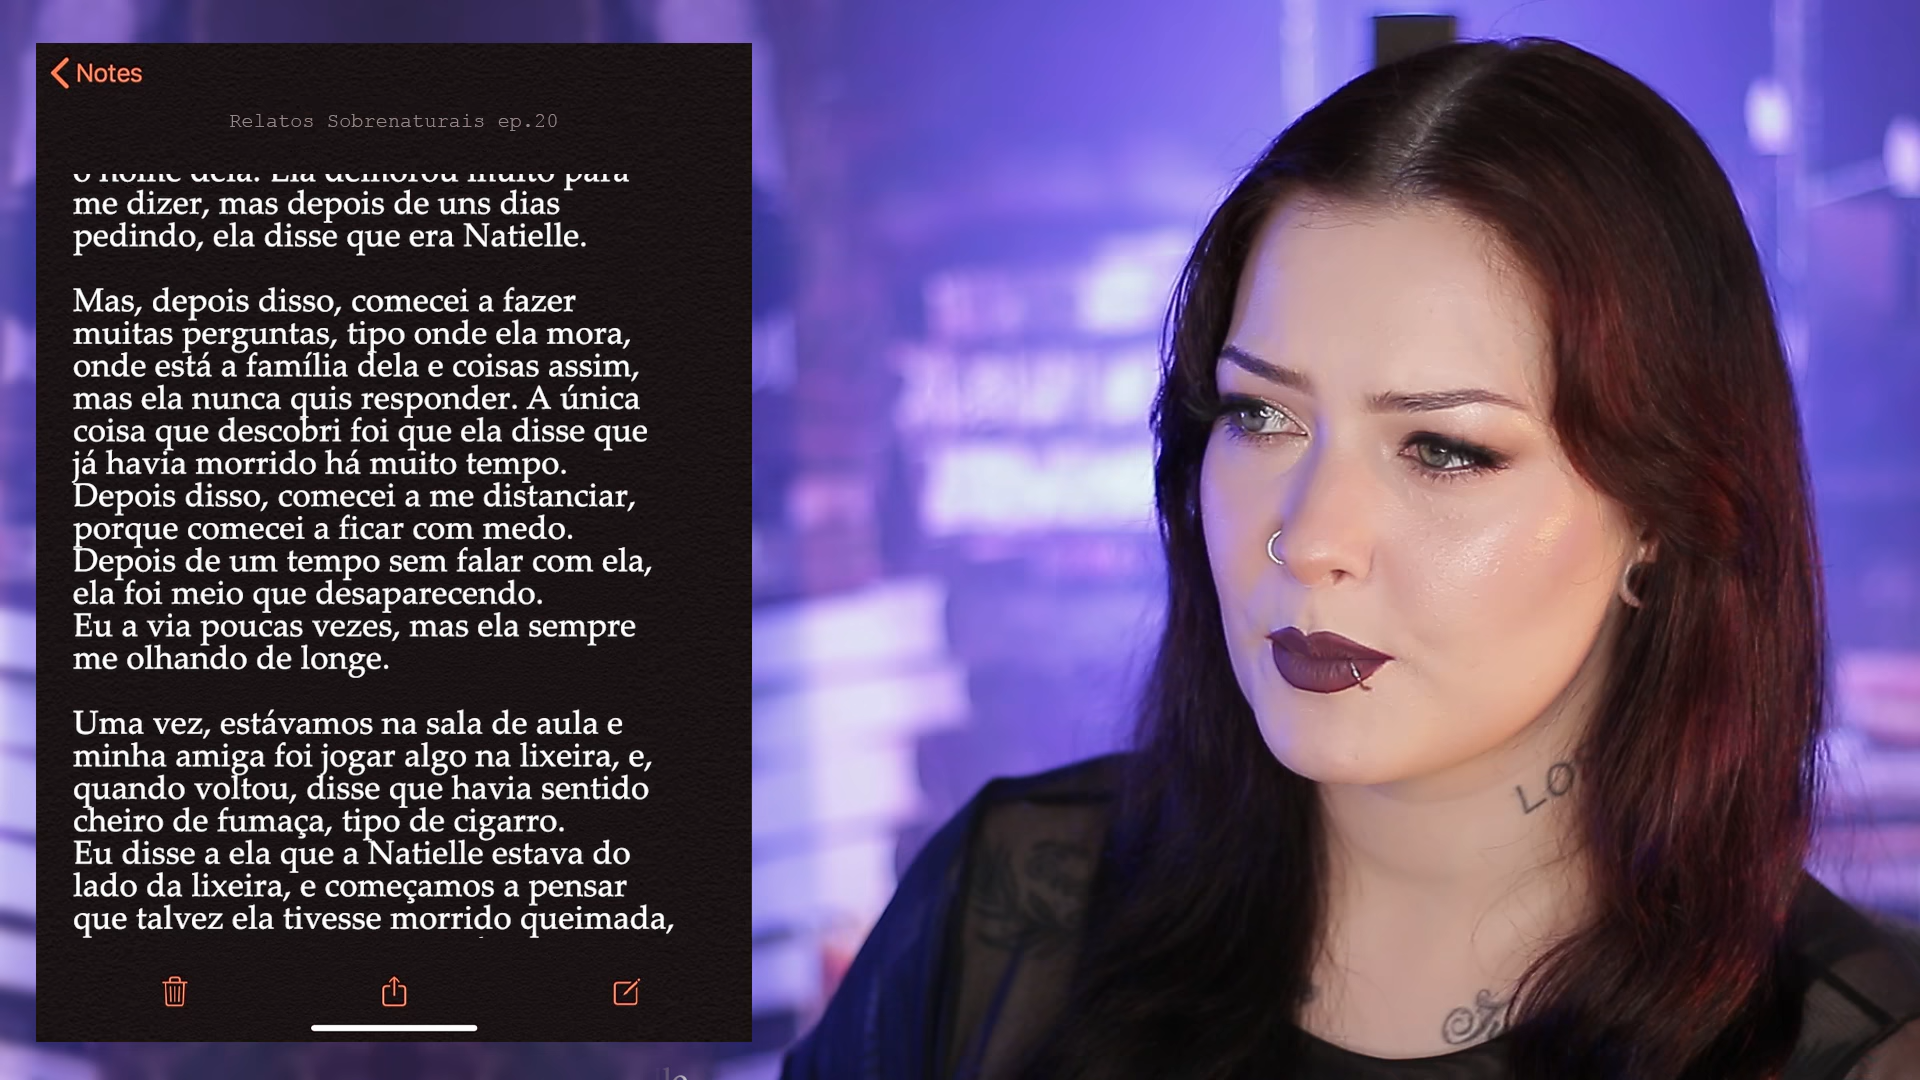 Notes
Relatos Sobrenaturais ep.20
o nome dela. Ela demorou muito para
me dizer, mas depois de uns dias
pedindo, ela disse que era Natielle.
Mas, depois disso, comecei a fazer
muitas perguntas, tipo onde ela mora,
onde está a família dela e coisas assim,
mas ela nunca quis responder. A única
coisa que descobri foi que ela disse que
já havia morrido há muito tempo.
Depois disso, comecei a me distanciar,
porque comecei a ficar com medo.
Depois de um tempo sem falar com ela,
ela foi meio que desaparecendo.
Eu a via poucas vezes, mas ela sempre
me olhando de longe.
Uma vez, estávamos na sala de aula e
minha amiga foi jogar algo na lixeira, e,
quando voltou, disse que havia sentido
cheiro de fumaça, tipo de cigarro.
Eu disse a ela que a Natielle estava do
lado da lixeira, e começamos a pensar
que talvez ela tivesse morrido queimada,
LO